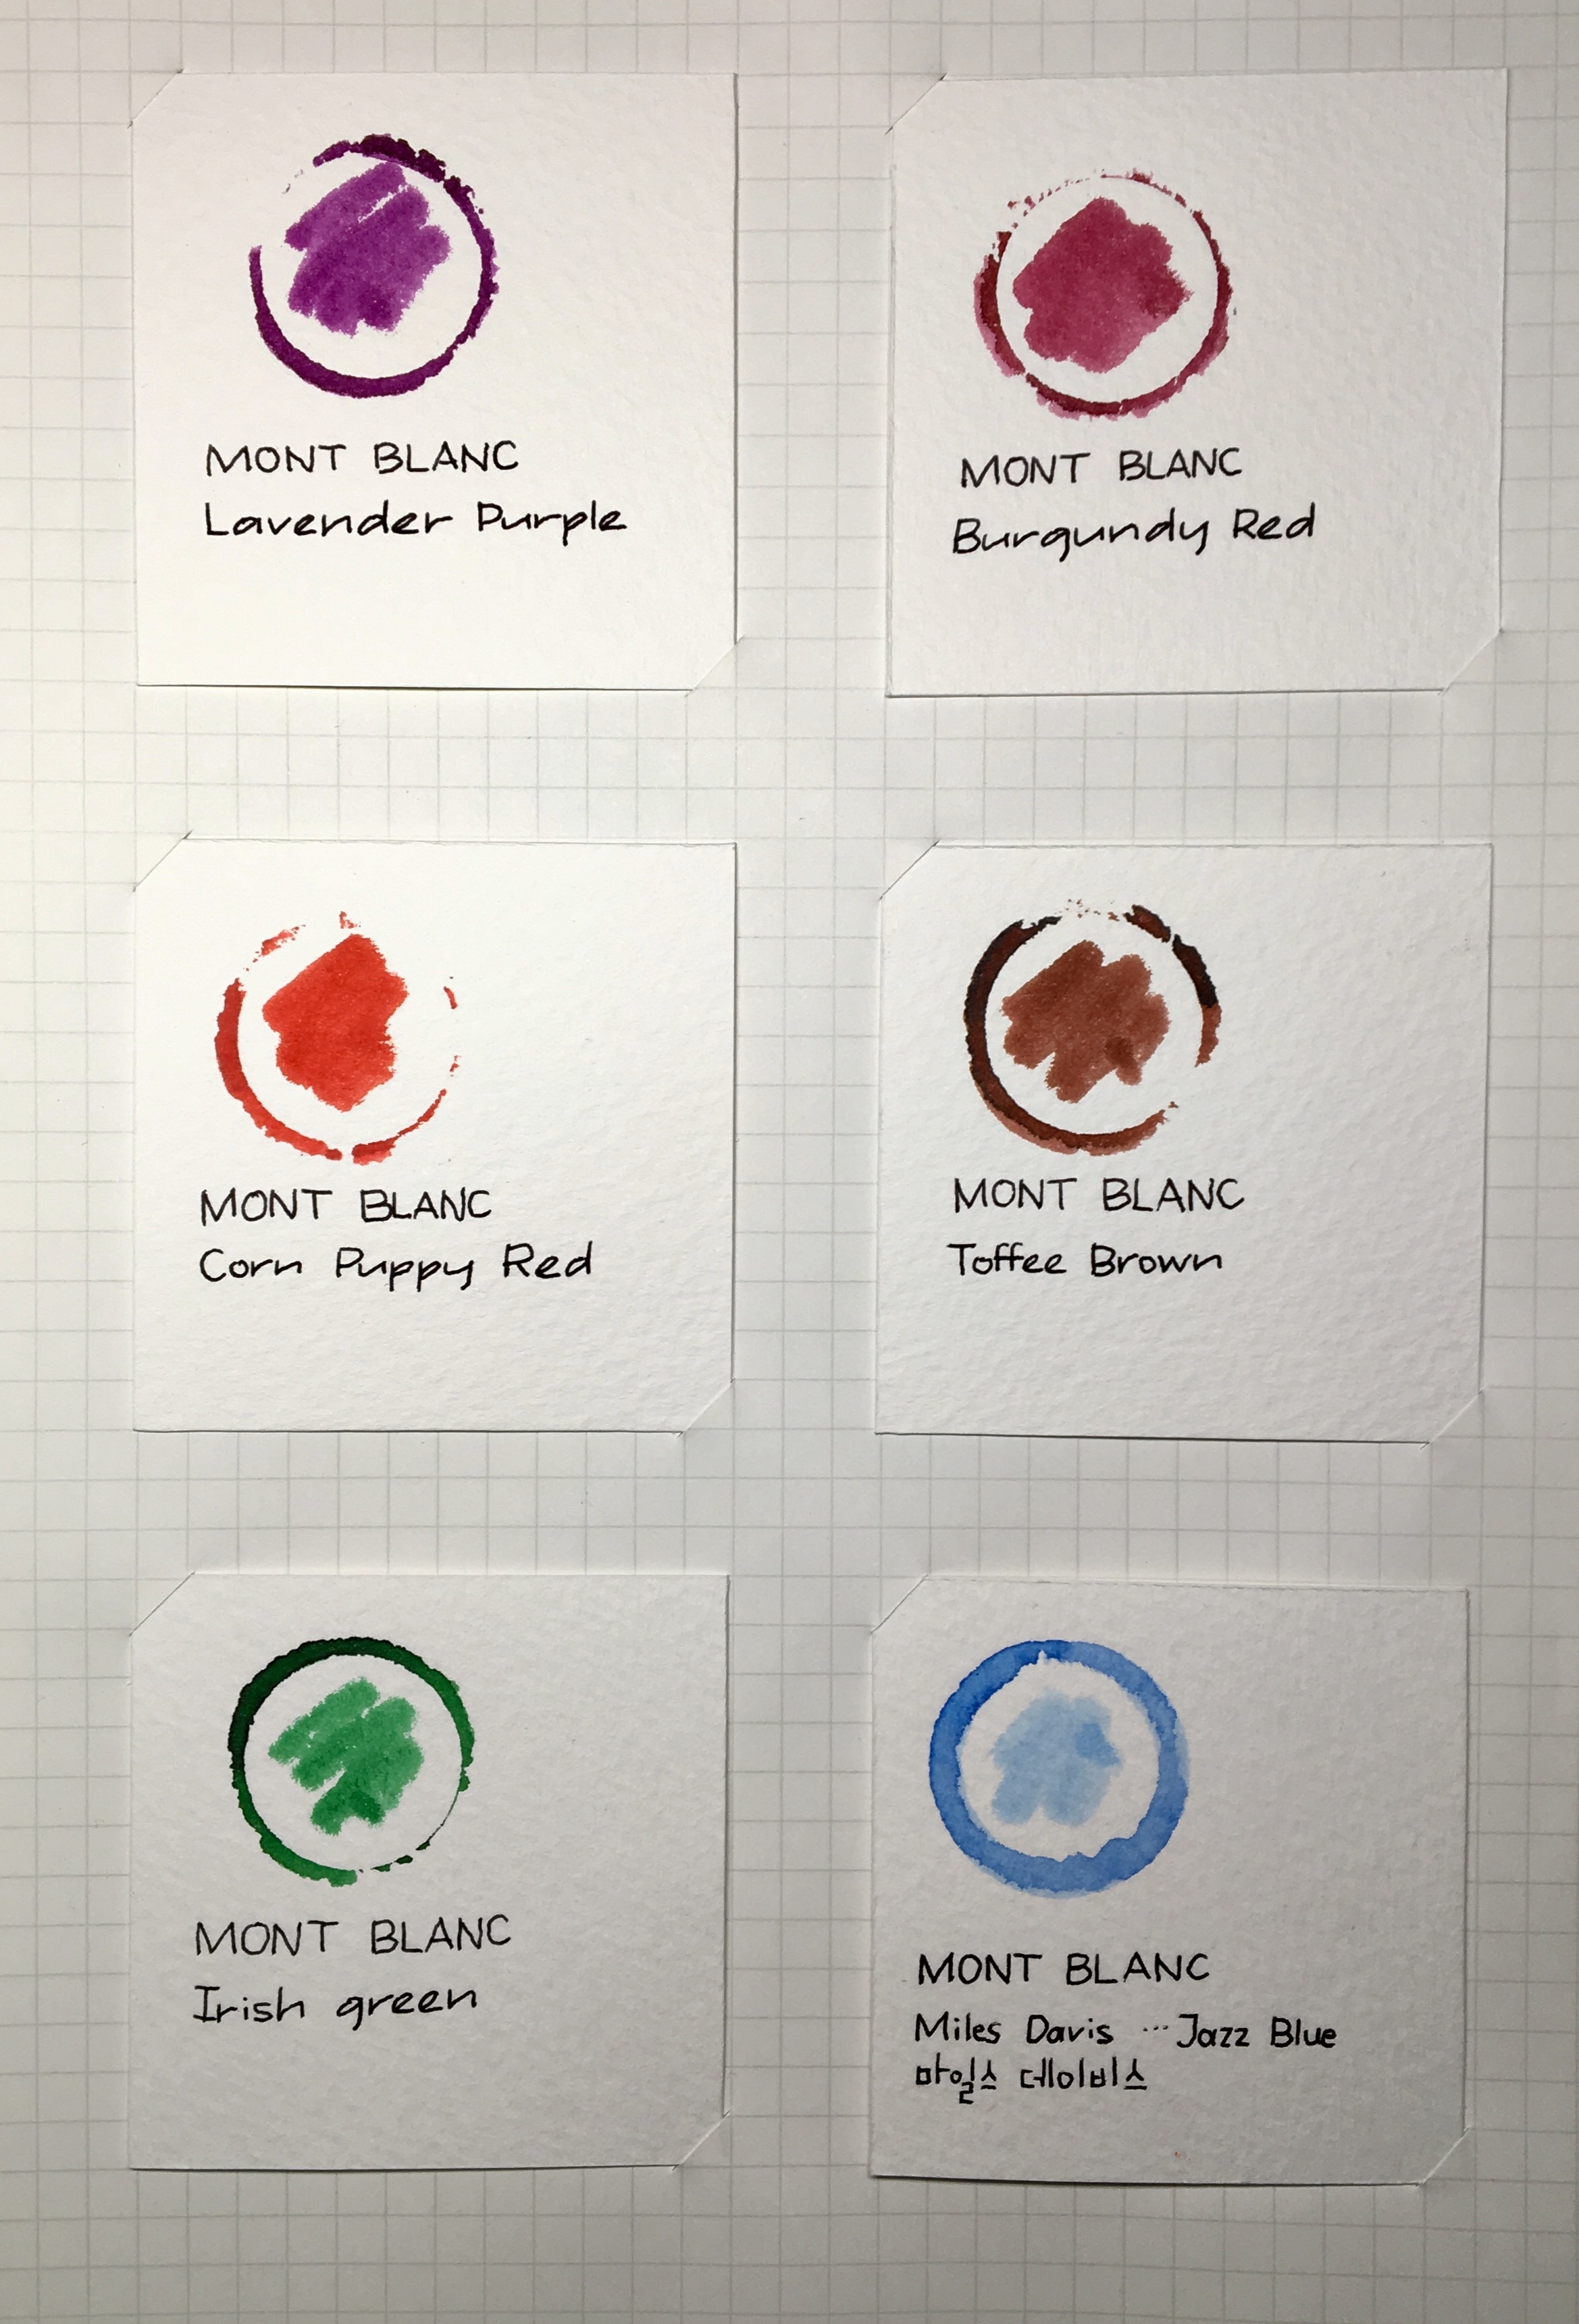 MONT BLANC
Lavender Purple
MONT BLANC
Burgundy Red
MONT BLANC
Corn Puppy Red
MONT BLANC
Toffee Brown
MONT BLANC
Irish green
MONT BLANC
Miles Davis ... Jazz Blue
마일스 데이비스